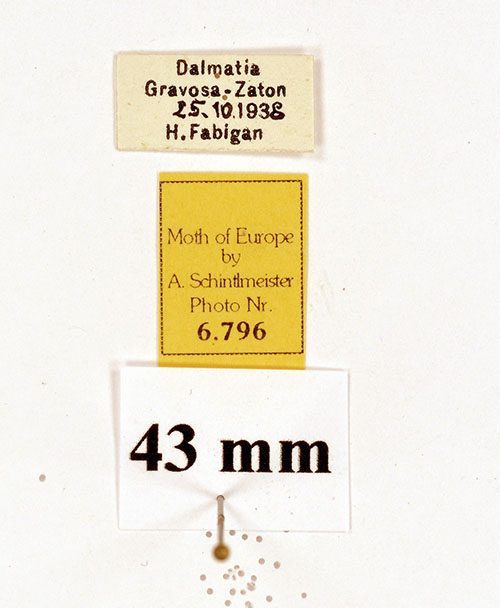 Dalmatia
Gravosa-Zaton
25.10.1938
H. Fabigan
Moth of Europe
by
A. Schintlmeister
Photo Nr.
6.796
43 mm